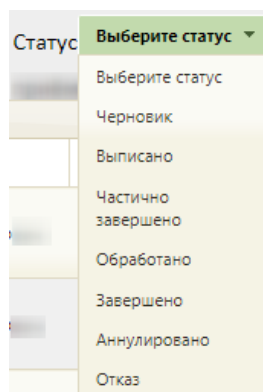 Статус
Выберите статус
Выберите статус
Черновик
Выписано
Частично
завершено
Обработано
Завершено
Аннулировано
Отказ